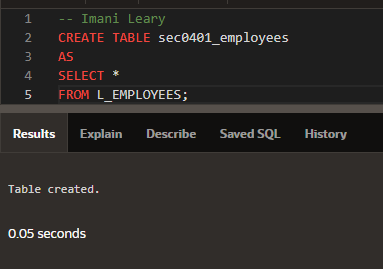 1 -- Imani Leary
2 CREATE TABLE sec0401_employees
3 AS
4 SELECT *
5 FROM L_EMPLOYEES;
Results Explain Describe Saved SQL History
Table created.
0.05 seconds